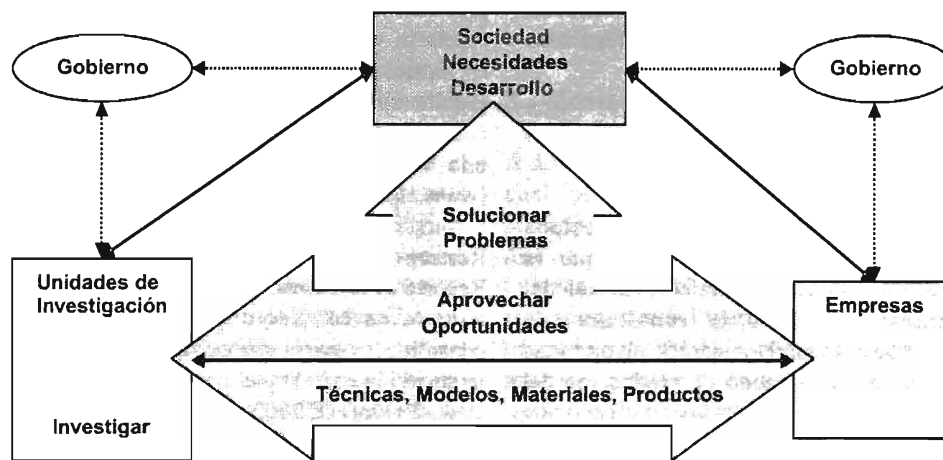 Sociedad
Necesidades
Desarrollo
Gobierno
Gobierno
Solucionar
Problemas
Unidades de
Investigación
Aprovechar
Oportunidades
Empresas
Técnicas, Modelos, Materiales, Productos
Investigar